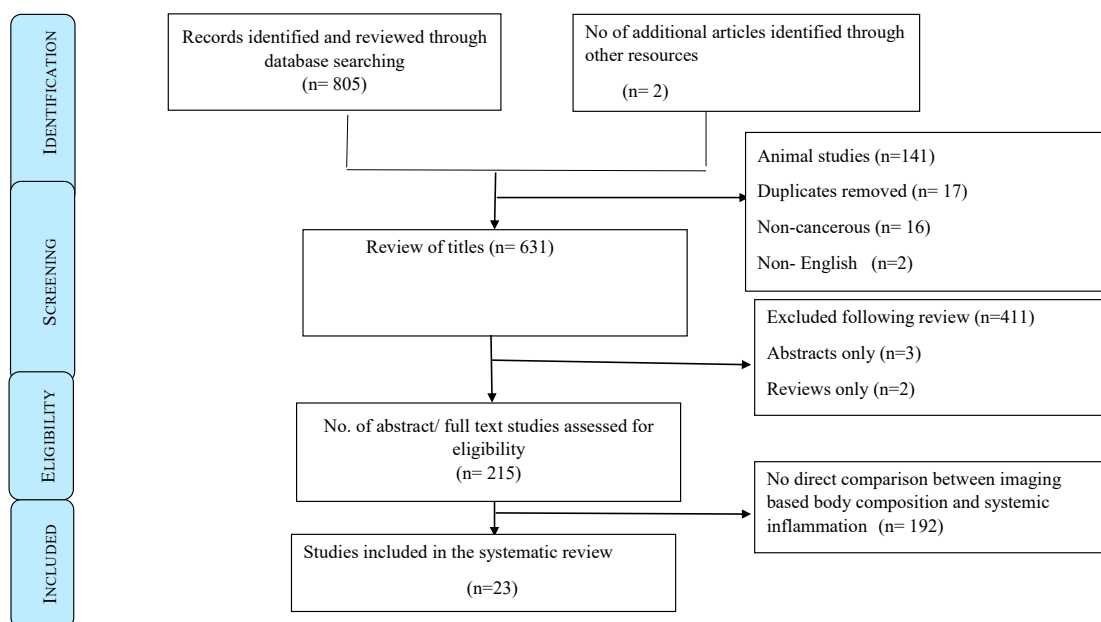 IDENTIFICATION
Records identified and reviewed through
database searching
(n= 805)
No of additional articles identified through
other resources
(n= 2)
Animal studies (n=141)
Duplicates removed (n= 17)
Non-cancerous (n= 16)
Non- English (n=2)
SCREENING
Review of titles (n= 631)
Excluded following review (n=411)
Abstracts only (n=3)
Reviews only (n=2)
ELIGIBILITY
No. of abstract/ full text studies assessed for
eligibility
(n= 215)
No direct comparison between imaging
based body composition and systemic
inflammation (n= 192)
INCLUDED
Studies included in the systematic review
(n=23)